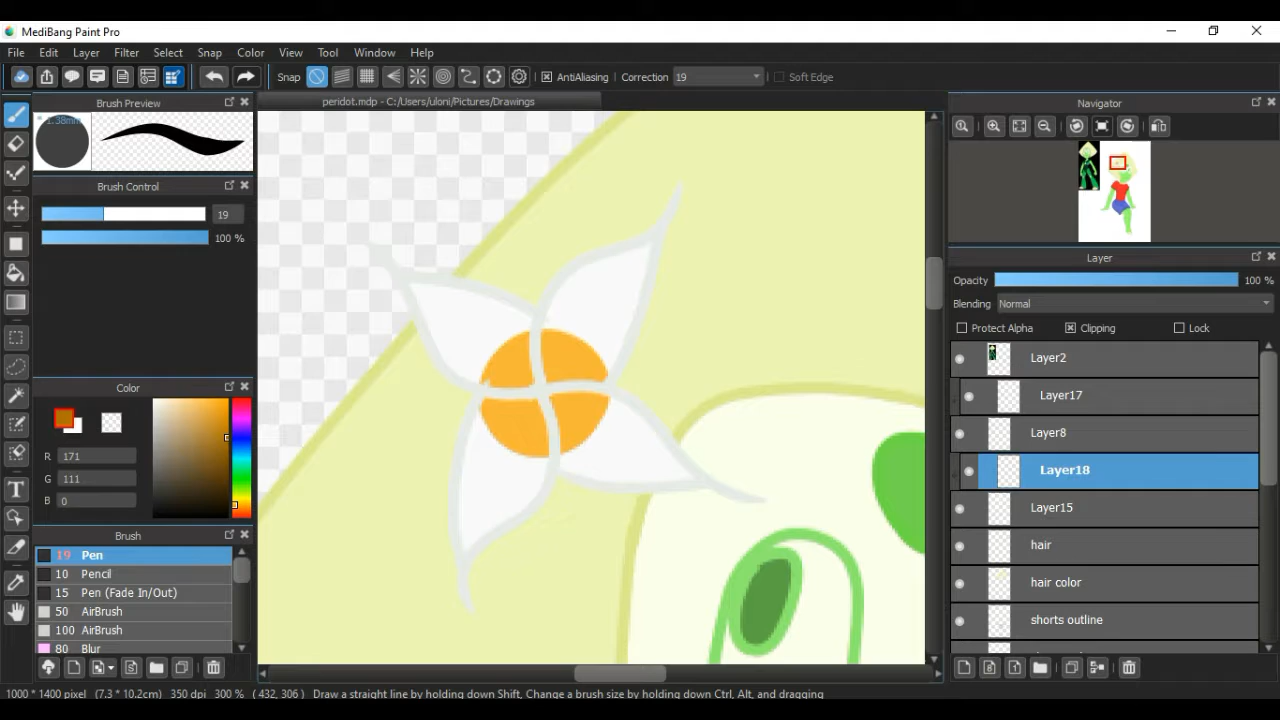 MediBang Paint Pro
File Edit Layer Filter Select Snap Color View Tool Window Help
Snap AntiAliasing Correction 19 Soft Edge
Brush Preview
peridot.mdp - C:/Users/uloni/Pictures/Drawings
Navigator
1.38mm
Brush Control
19
100 %
Layer
Opacity 100 %
Blending Normal
Protect Alpha Clipping Lock
Layer2
Layer17
Layer8
Layer18
Layer15
hair
hair color
shorts outline
Color
R 171
G 111
B 0
Brush
19 Pen
10 Pencil
15 Pen (Fade In/Out)
50 AirBrush
100 AirBrush
80 Blur
1000 * 1400 pixel (7.3 * 10.2cm) 350 dpi 300 % ( 432, 306 ) Draw a straight line by holding down Shift, Change a brush size by holding down Ctrl, Alt, and dragging